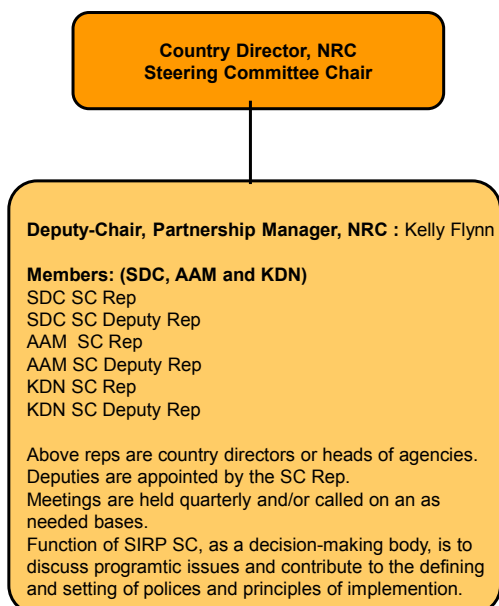 Country Director, NRC
Steering Committee Chair
Deputy-Chair, Partnership Manager, NRC : Kelly Flynn
Members: (SDC, AAM and KDN)
SDC SC Rep
SDC SC Deputy Rep
AAM SC Rep
AAM SC Deputy Rep
KDN SC Rep
KDN SC Deputy Rep
Above reps are country directors or heads of agencies.
Deputies are appointed by the SC Rep.
Meetings are held quarterly and/or called on an as
needed bases.
Function of SIRP SC, as a decision-making body, is to
discuss programtic issues and contribute to the defining
and setting of polices and principles of implemention.